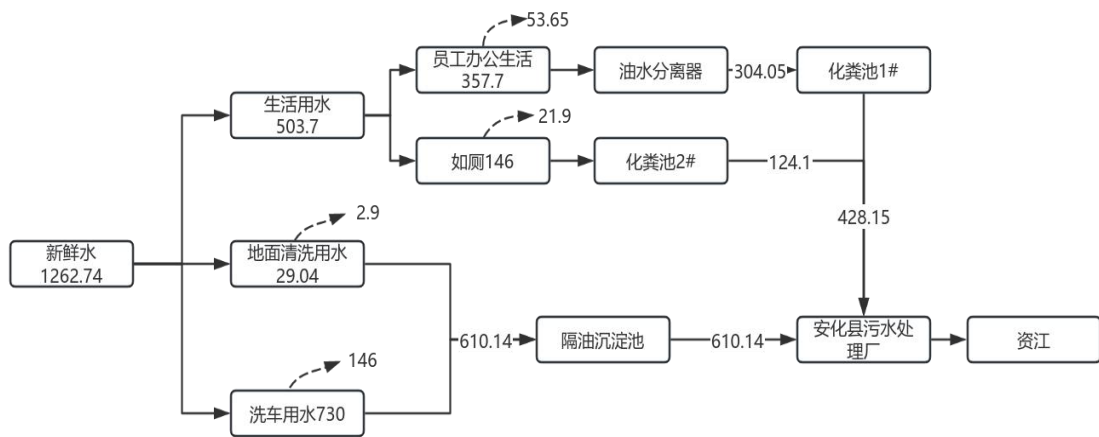 53.65
员工办公生活
357.7
油水分离器
304.05
化粪池1#
生活用水
503.7
21.9
如厕146
化粪池2#
124.1
428.15
2.9
新鲜水
1262.74
地面清洗用水
29.04
610.14
隔油沉淀池
610.14
安化县污水处
理厂
资江
146
洗车用水730